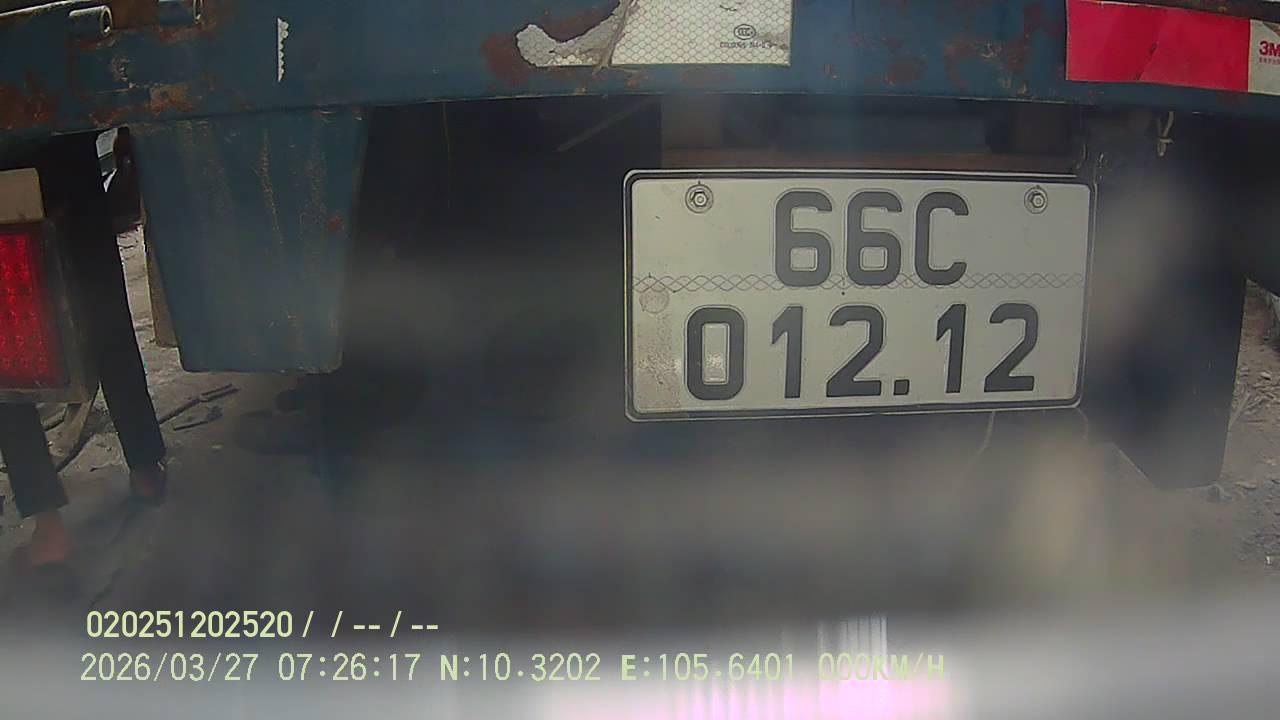 3M
66C
012.12
020251202520 / / -- / --
2026/03/27 07:26:17 N:10.3202 E:105.6401 000KM/H